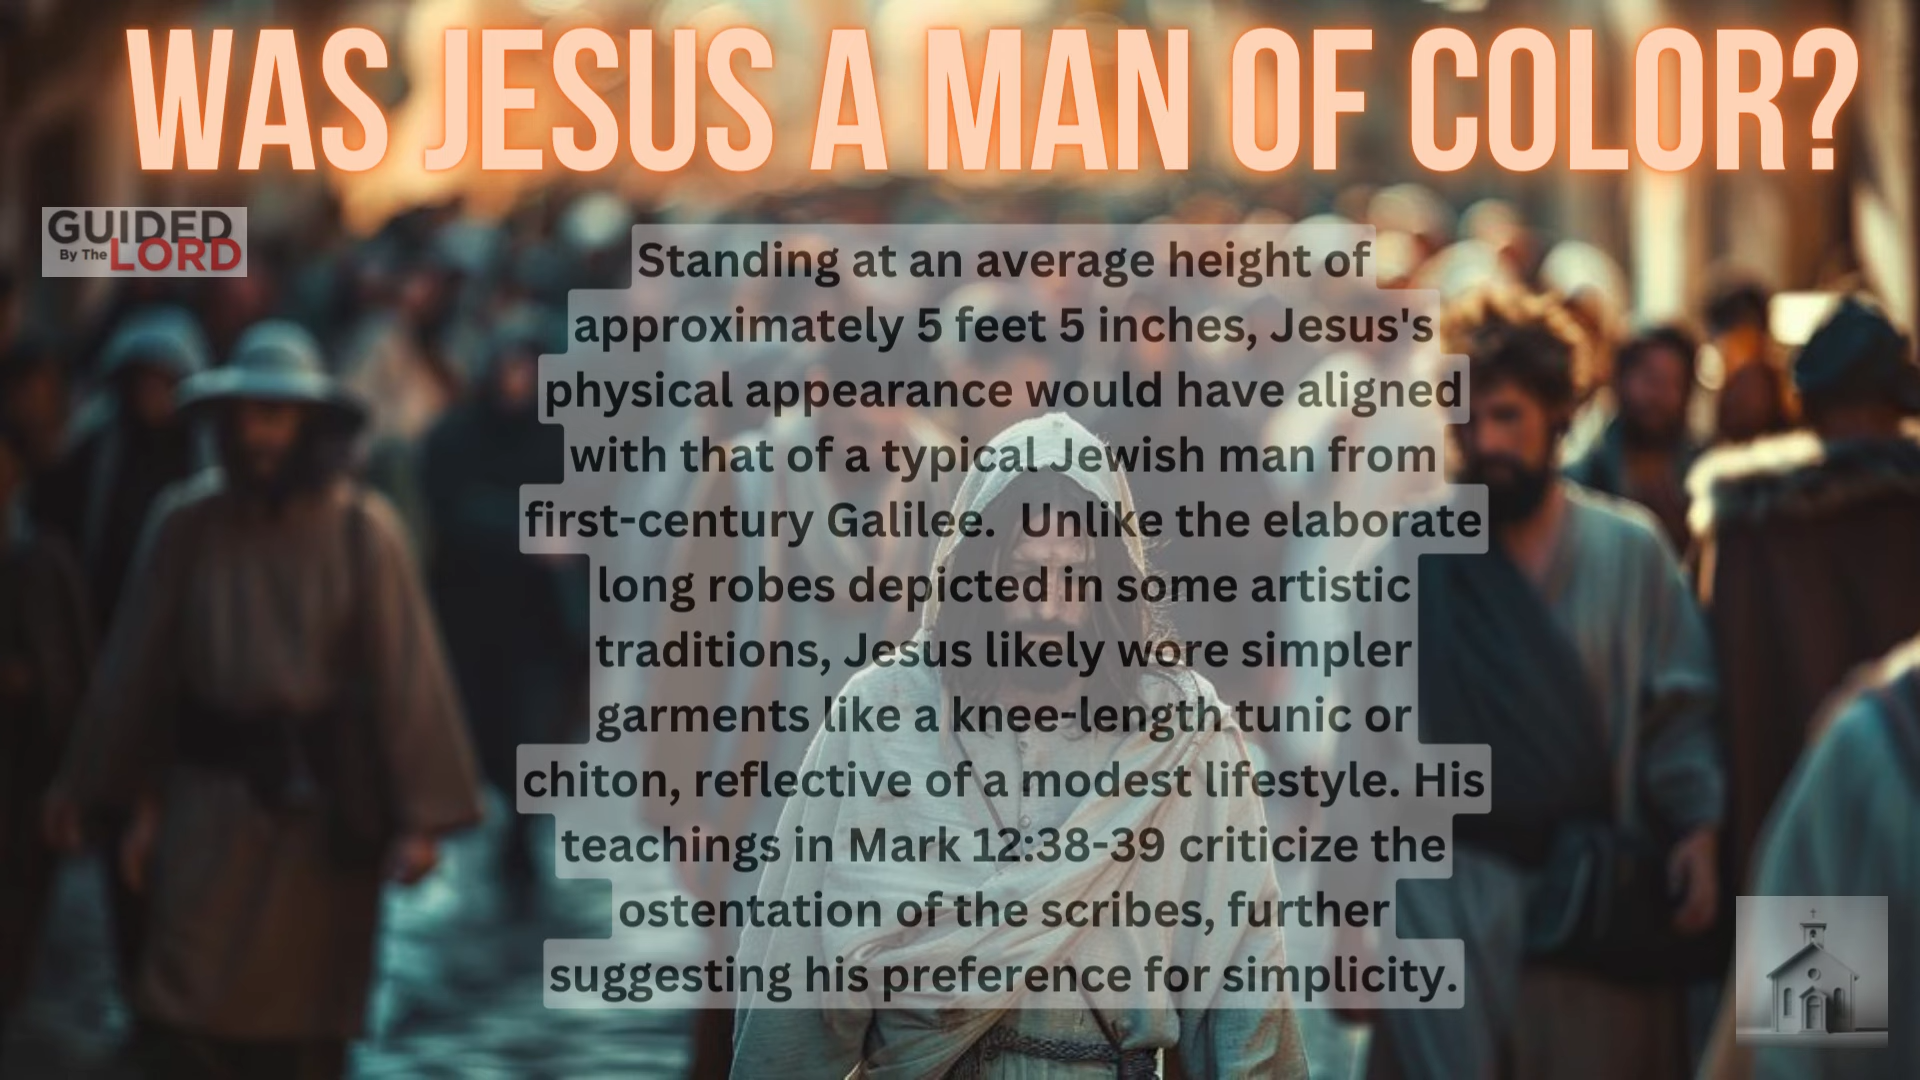 WAS JESUS A MAN OF COLOR?
GUIDED
By The LORD
Standing at an average height of
approximately 5 feet 5 inches, Jesus's
physical appearance would have aligned
with that of a typical Jewish man from
first-century Galilee.  Unlike the elaborate
long robes depicted in some artistic
traditions, Jesus likely wore simpler
garments like a knee-length tunic or
chiton, reflective of a modest lifestyle. His
teachings in Mark 12:38-39 criticize the
ostentation of the scribes, further
suggesting his preference for simplicity.